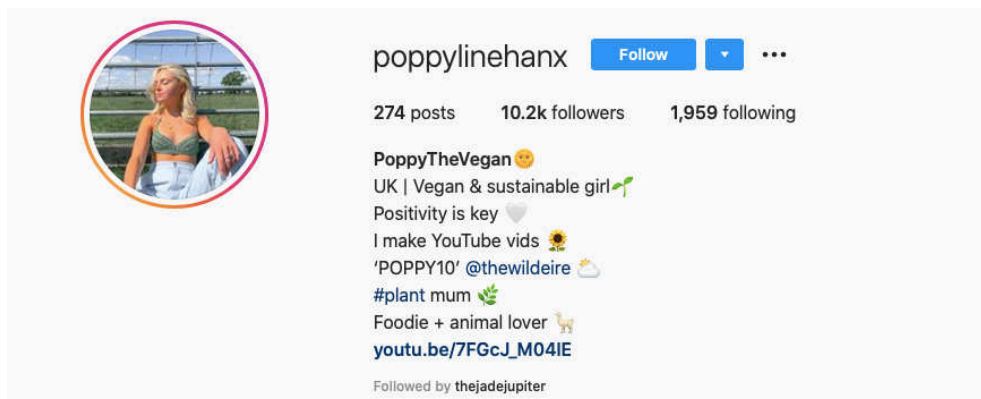 poppylinehanx Follow
274 posts 10.2k followers 1,959 following
PoppyTheVegan🌞
UK | Vegan & sustainable girl🌱
Positivity is key 🤍
I make YouTube vids 🌻
‘POPPY10’ @thewildeire 🌥
#plant mum 🌿
Foodie + animal lover 🦙
youtu.be/7FGcJ_M04lE
Followed by thejadejupiter